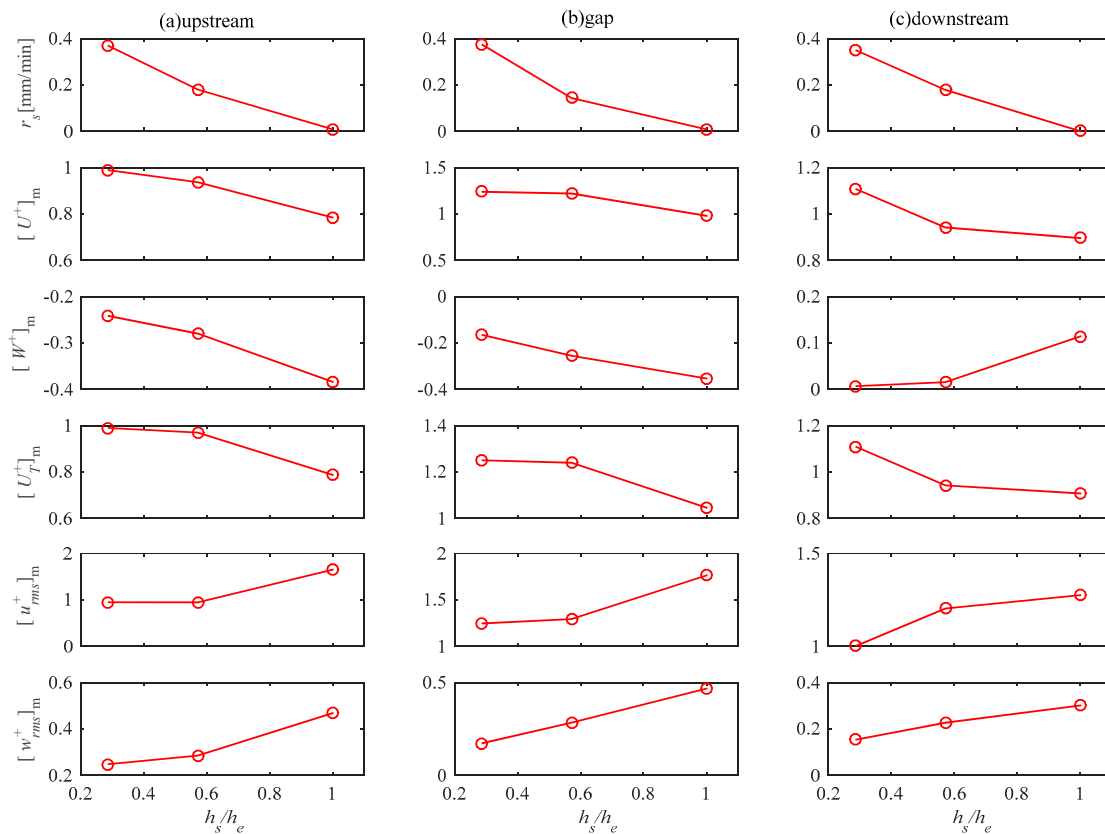 (a)upstream (b)gap (c)downstream
0.4 0.4 0.4
r_s[mm/min] 0.2 0.2 0.2
0 0 0
1 1.5 1.2
[ U^+]_m 0.8 1 1
0.6 0.5 0.8
-0.2 0 0.2
[ W^+]_m -0.3 -0.2 0.1
-0.4 -0.4 0
1 1.4 1.2
[ U_T^+]_m 0.8 1.2 1
0.6 1 0.8
2 2 1.5
[ u_{rms}^+]_m 1 1.5
0 1 1
0.6 0.5 0.4
[ w_{rms}^+]_m 0.4 0.2
0.2 0 0
0.2 0.4 0.6 0.8 1 0.2 0.4 0.6 0.8 1 0.2 0.4 0.6 0.8 1
h_s/h_e h_s/h_e h_s/h_e